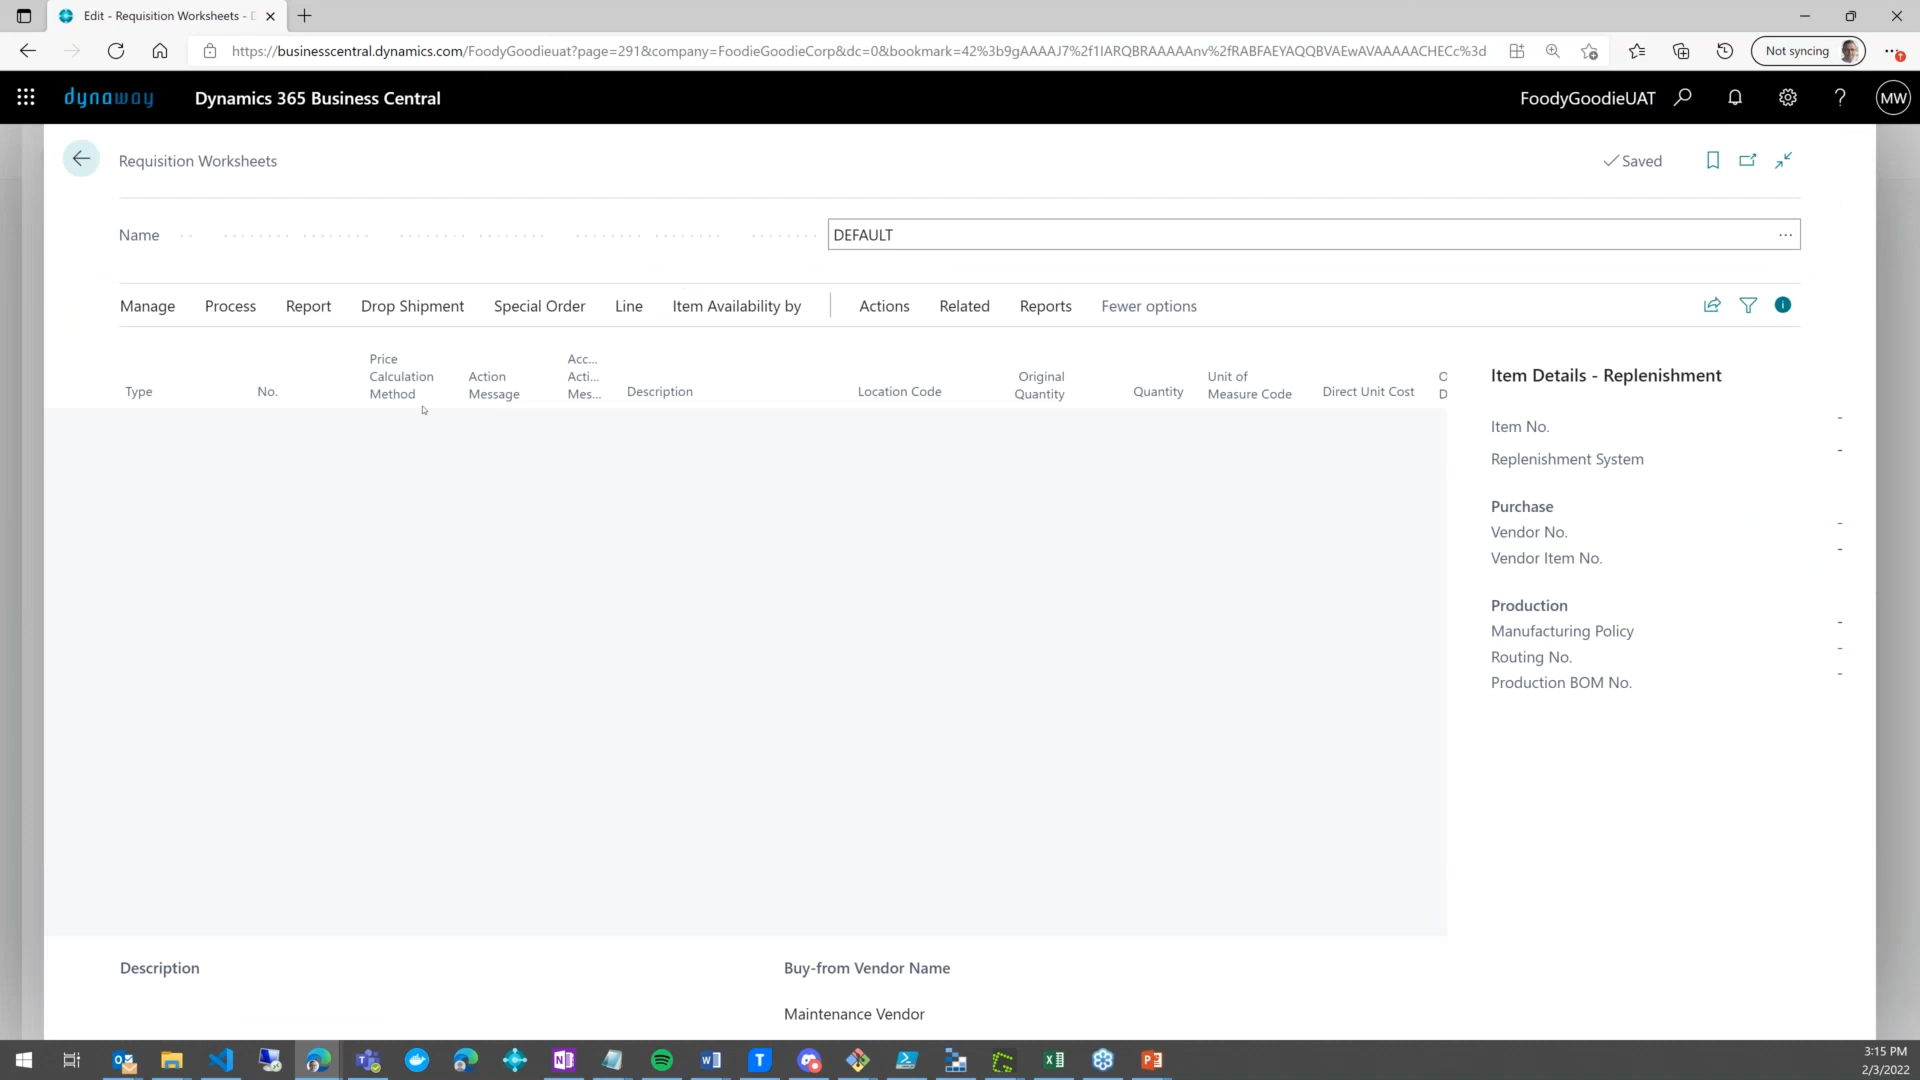 Edit - Requisition Worksheets - D
https://businesscentral.dynamics.com/FoodyGoodieuat?page=291&company=FoodieGoodieCorp&dc=0&bookmark=42%3b9gAAAAJ7%2f1IARQBRAAAAAnv%2fRABFAEYAQQBVAEwAVAAAAACHECc%3d
Not syncing
dynaway
Dynamics 365 Business Central
FoodyGoodieUAT
MW
Requisition Worksheets
Saved
Name
DEFAULT
Manage Process Report Drop Shipment Special Order Line Item Availability by Actions Related Reports Fewer options
Type
No.
Price
Calculation
Method
Action
Message
Acc...
Acti...
Mes...
Description
Location Code
Original
Quantity
Quantity
Unit of
Measure Code
Direct Unit Cost
O
D
Item Details - Replenishment
Item No. -
Replenishment System -
Purchase
Vendor No. -
Vendor Item No. -
Production
Manufacturing Policy -
Routing No. -
Production BOM No. -
Description
Buy-from Vendor Name
Maintenance Vendor
3:15 PM
2/3/2022